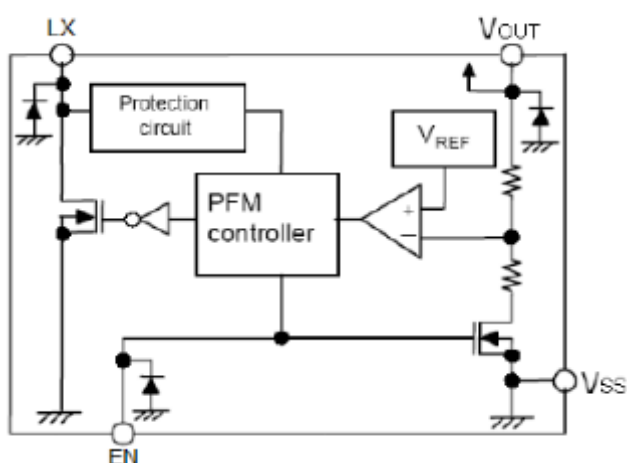 LX
VOUT
Protection
circuit
VREF
PFM
controller
+
−
VSS
EN